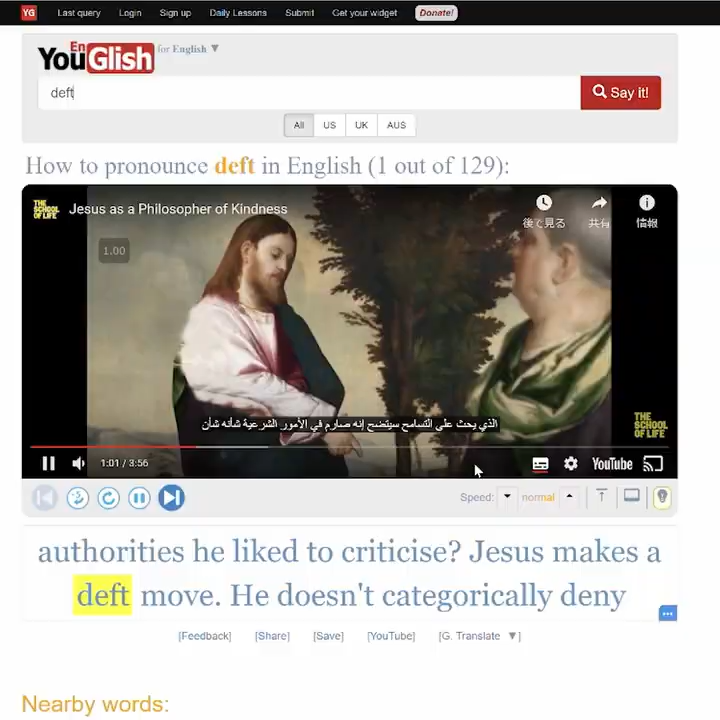 YG Last query Login Sign up Daily Lessons Submit Get your widget Donate!
YouGlish En for English ▼
deft Say it!
All US UK AUS
How to pronounce deft in English (1 out of 129):
THE SCHOOL OF LIFE Jesus as a Philosopher of Kindness
後で見る 共有 情報
1.00
الذي يحث على التسامح سيتضح إنه صارم في الأمور الشرعية شأنه شأن
THE SCHOOL OF LIFE
1:01 / 3:56 YouTube
Speed: normal
authorities he liked to criticise? Jesus makes a
deft move. He doesn't categorically deny
[Feedback] [Share] [Save] [YouTube] [G. Translate ▼]
Nearby words: